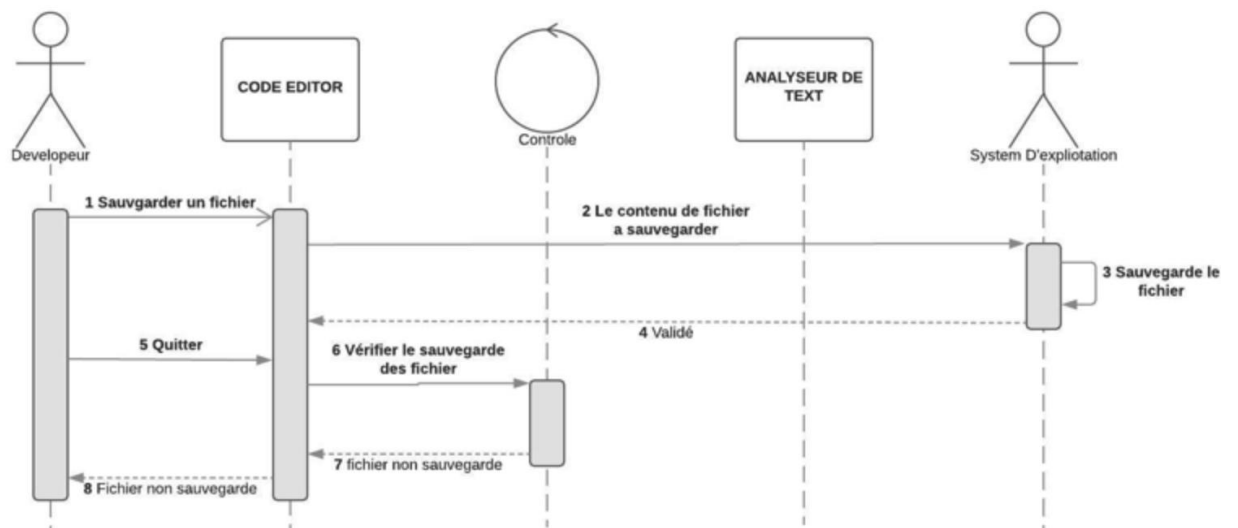 CODE EDITOR
ANALYSEUR DE
TEXT
Controle
Developeur
System D'expliotation
1 Sauvgarder un fichier
2 Le contenu de fichier
a sauvegarder
3 Sauvegarde le
fichier
4 Validé
5 Quitter
6 Vérifier le sauvegarde
des fichier
7 fichier non sauvegarde
8 Fichier non sauvegarde